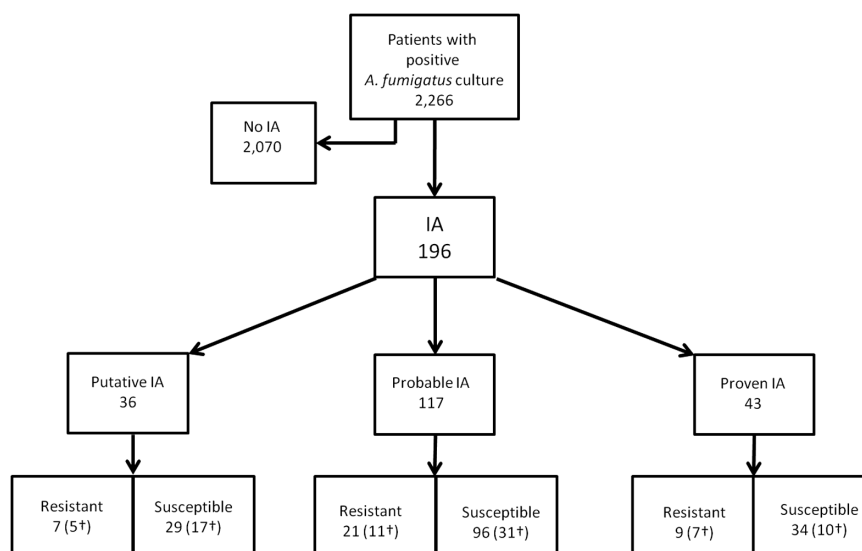 Patients with
positive
A. fumigatus culture
2,266
No IA
2,070
IA
196
Putative IA
36
Probable IA
117
Proven IA
43
Resistant
7 (5†)
Susceptible
29 (17†)
Resistant
21 (11†)
Susceptible
96 (31†)
Resistant
9 (7†)
Susceptible
34 (10†)